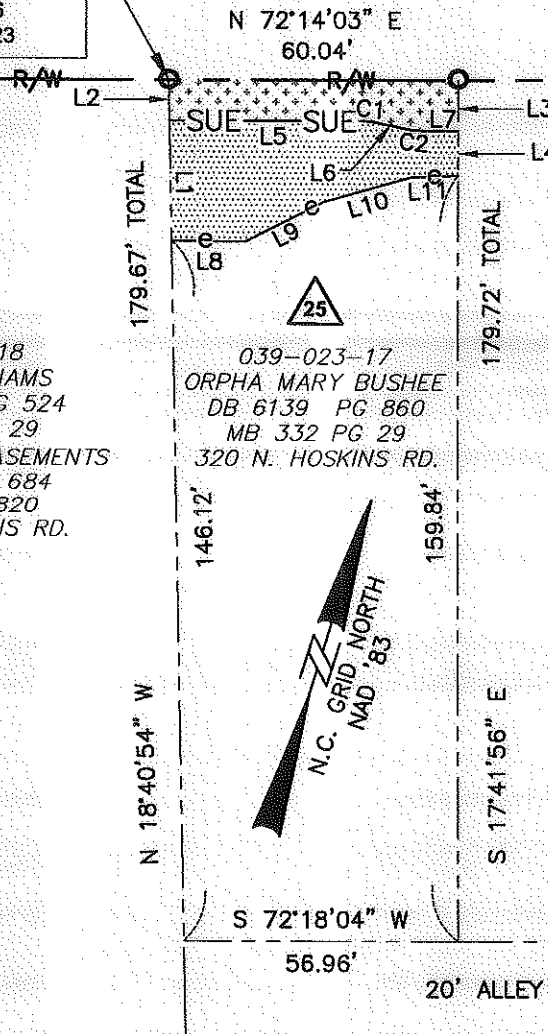 23
N 72°14'03" E
60.04'
R/W
R/W
L2
L3
SUE
L5
SUE
C1
L7
L6
C2
L4
L1
L10
L11
e
e
e
L9
L8
179.67' TOTAL
179.72' TOTAL
25
18
039-023-17
IAMS
ORPHA MARY BUSHEE
G 524
DB 6139 PG 860
29
MB 332 PG 29
ASEMENTS
320 N. HOSKINS RD.
684
820
NS RD.
146.12'
159.84'
N.C. GRID NORTH
NAD '83
N 18°40'54" W
S 17°41'56" E
S 72°18'04" W
56.96'
20' ALLEY